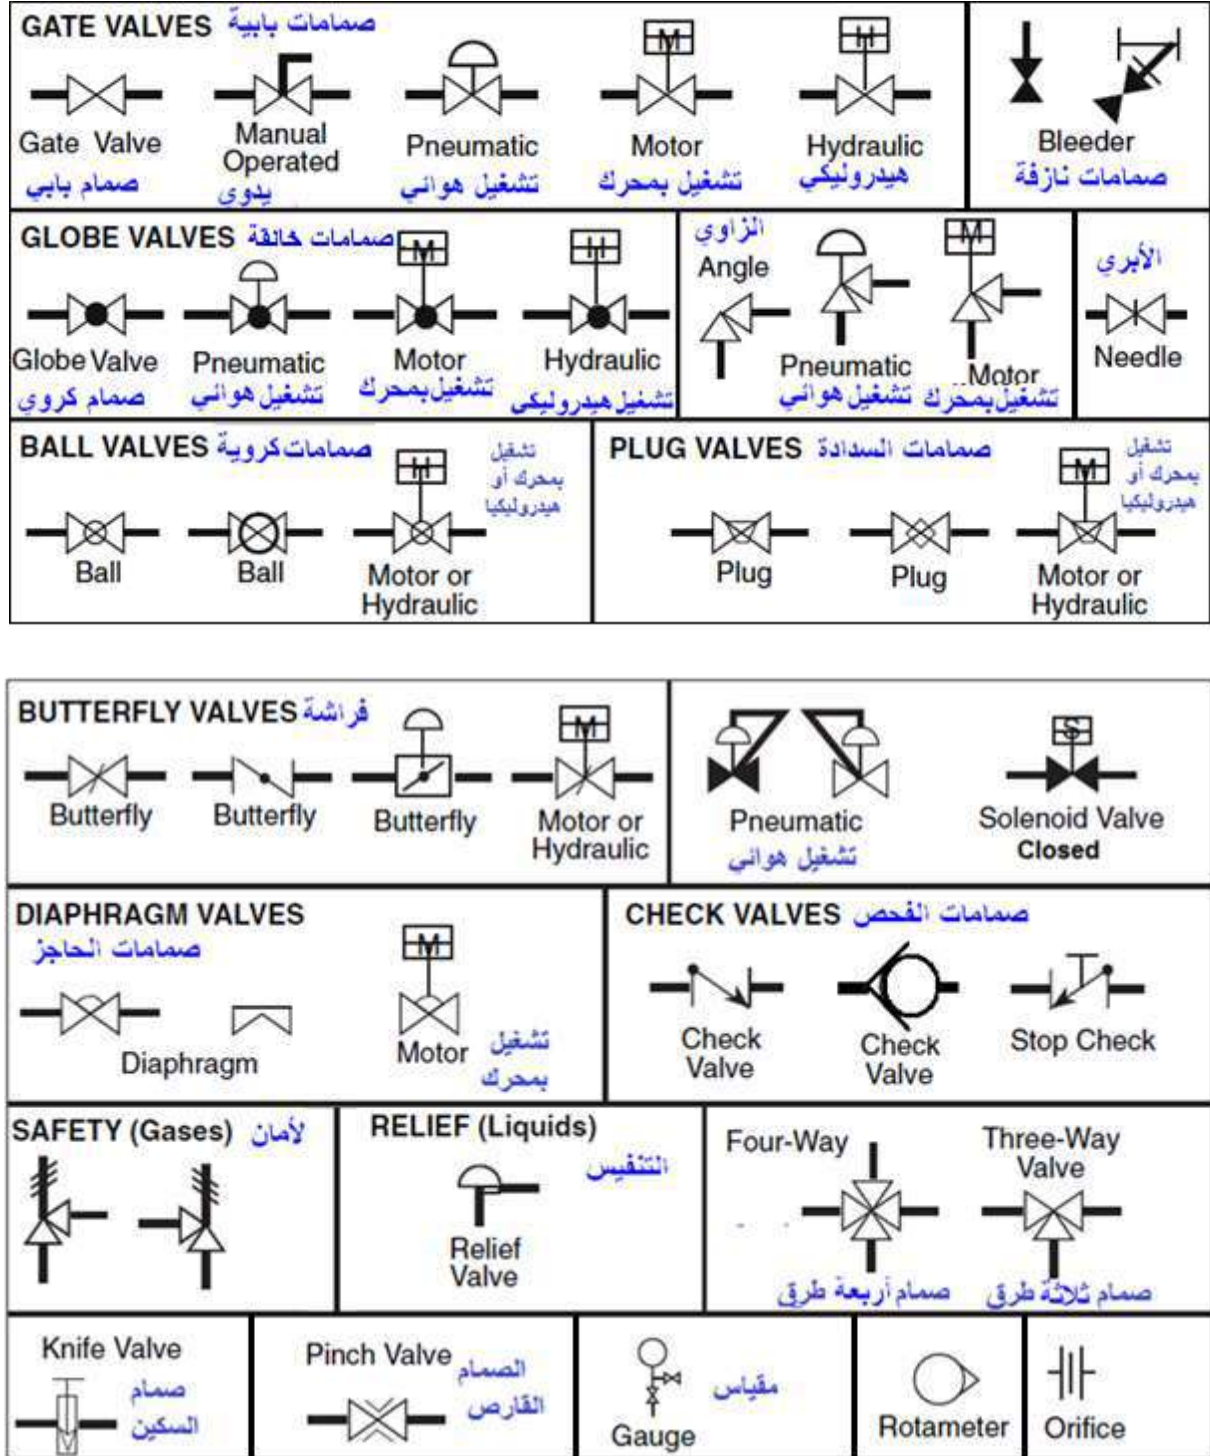 GATE VALVES صمامات بابية
Gate Valve
صمام بابي
Manual
Operated
يدوي
Pneumatic
تشغيل هوائي
M
Motor
تشغيل بمحرك
H
Hydraulic
هيدروليكي
Bleeder
صمامات نازفة
GLOBE VALVES صمامات خانقة
Globe Valve
صمام كروي
Pneumatic
تشغيل هوائي
M
Motor
تشغيل بمحرك
H
Hydraulic
تشغيل هيدروليكي
الزاوي
Angle
Pneumatic
تشغيل هوائي
M
Motor
تشغيل بمحرك
الأبري
Needle
BALL VALVES صمامات كروية
Ball
Ball
H
تشغيل
بمحرك أو
هيدروليكيا
Motor or
Hydraulic
PLUG VALVES صمامات السدادة
Plug
Plug
M
تشغيل
بمحرك أو
هيدروليكيا
Motor or
Hydraulic
BUTTERFLY VALVES فراشة
Butterfly
Butterfly
Butterfly
M
Motor or
Hydraulic
Pneumatic
تشغيل هوائي
S
Solenoid Valve
Closed
DIAPHRAGM VALVES
صمامات الحاجز
Diaphragm
M
Motor
تشغيل
بمحرك
CHECK VALVES صمامات الفحص
Check
Valve
Check
Valve
Stop Check
SAFETY (Gases) لأمان
RELIEF (Liquids)
التنفيس
Relief
Valve
Four-Way
صمام أربعة طرق
Three-Way
Valve
صمام ثلاثة طرق
Knife Valve
صمام
السكين
Pinch Valve
الصمام
القارص
Gauge
مقياس
Rotameter
Orifice